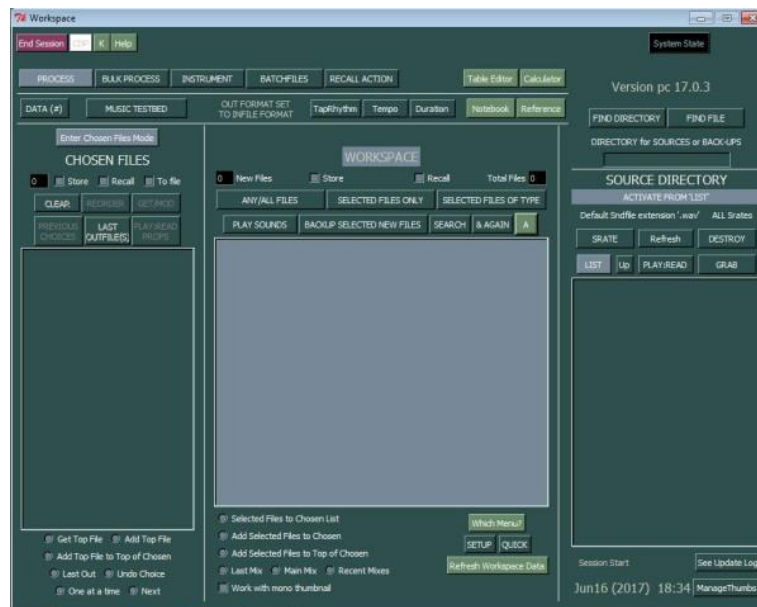 Workspace
End Session CDP K Help System State
PROCESS BULK PROCESS INSTRUMENT BATCHFILES RECALL ACTION Table Editor Calculator
Version pc 17.0.3
DATA (#) MUSIC TESTBED OUT FORMAT SET TO INFILE FORMAT TapRhythm Tempo Duration Notebook Reference
FIND DIRECTORY FIND FILE
Enter Chosen Files Mode
DIRECTORY for SOURCES or BACK-UPS
CHOSEN FILES
WORKSPACE
0 Store Recall To file
0 New Files Store Recall Total Files 0
SOURCE DIRECTORY
ACTIVATE FROM 'LIST'
CLEAR REORDER GET/MOD
ANY/ALL FILES SELECTED FILES ONLY SELECTED FILES OF TYPE
Default Sndfile extension '.wav' ALL Srates
PREVIOUS CHOICES LAST OUTFILE(S) PLAY/READ PROPS
PLAY SOUNDS BACKUP SELECTED NEW FILES SEARCH & AGAIN A
SRATE Refresh DESTROY
LIST Up PLAY:READ GRAB
Get Top File Add Top File
Add Top File to Top of Chosen
Last Out Undo Choice
One at a time Next
Selected Files to Chosen List
Add Selected Files to Chosen
Add Selected Files to Top of Chosen
Last Mix Main Mix Recent Mixes
Work with mono thumbnail
Which Menu?
SETUP QUICK
Refresh Workspace Data
Session Start See Update Log
Jun16 (2017) 18:34 ManageThumbs